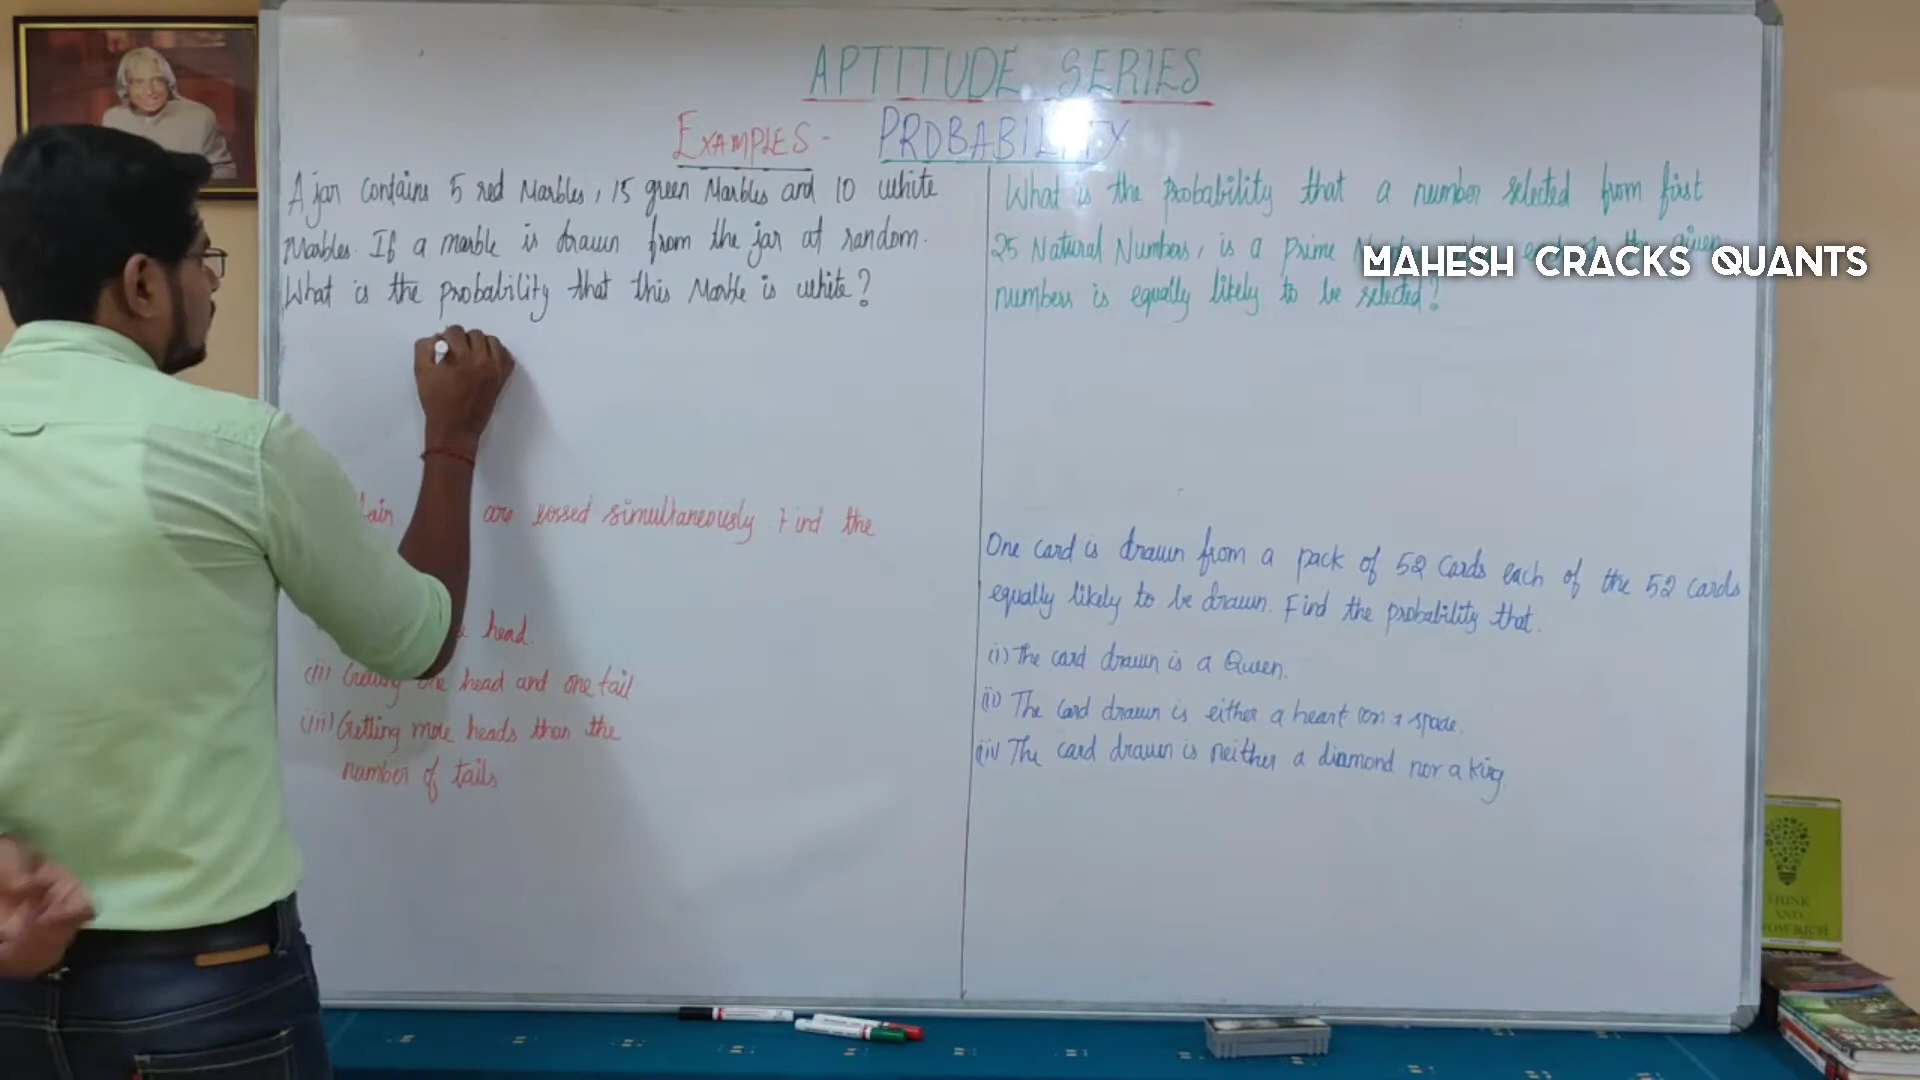 APTITUDE SERIES
EXAMPLES - PROBABILITY
A jar contains 5 red Marbles, 15 green Marbles and 10 white
Marbles. If a marble is drawn from the jar at random.
What is the probability that this Marble is white?
are tossed simultaneously. Find the
head.
(ii) Getting one head and one tail
(iii) Getting more heads than the
number of tails
What is the probability that a number selected from first
25 Natural Numbers, is a prime
numbers is equally likely to be selected?
MAHESH CRACKS QUANTS
One card is drawn from a pack of 52 cards each of the 52 cards
equally likely to be drawn. Find the probability that.
(i) The card drawn is a Queen.
(ii) The card drawn is either a heart (or) a spade.
(iii) The card drawn is neither a diamond nor a king.
THINK
AND
GROW RICH